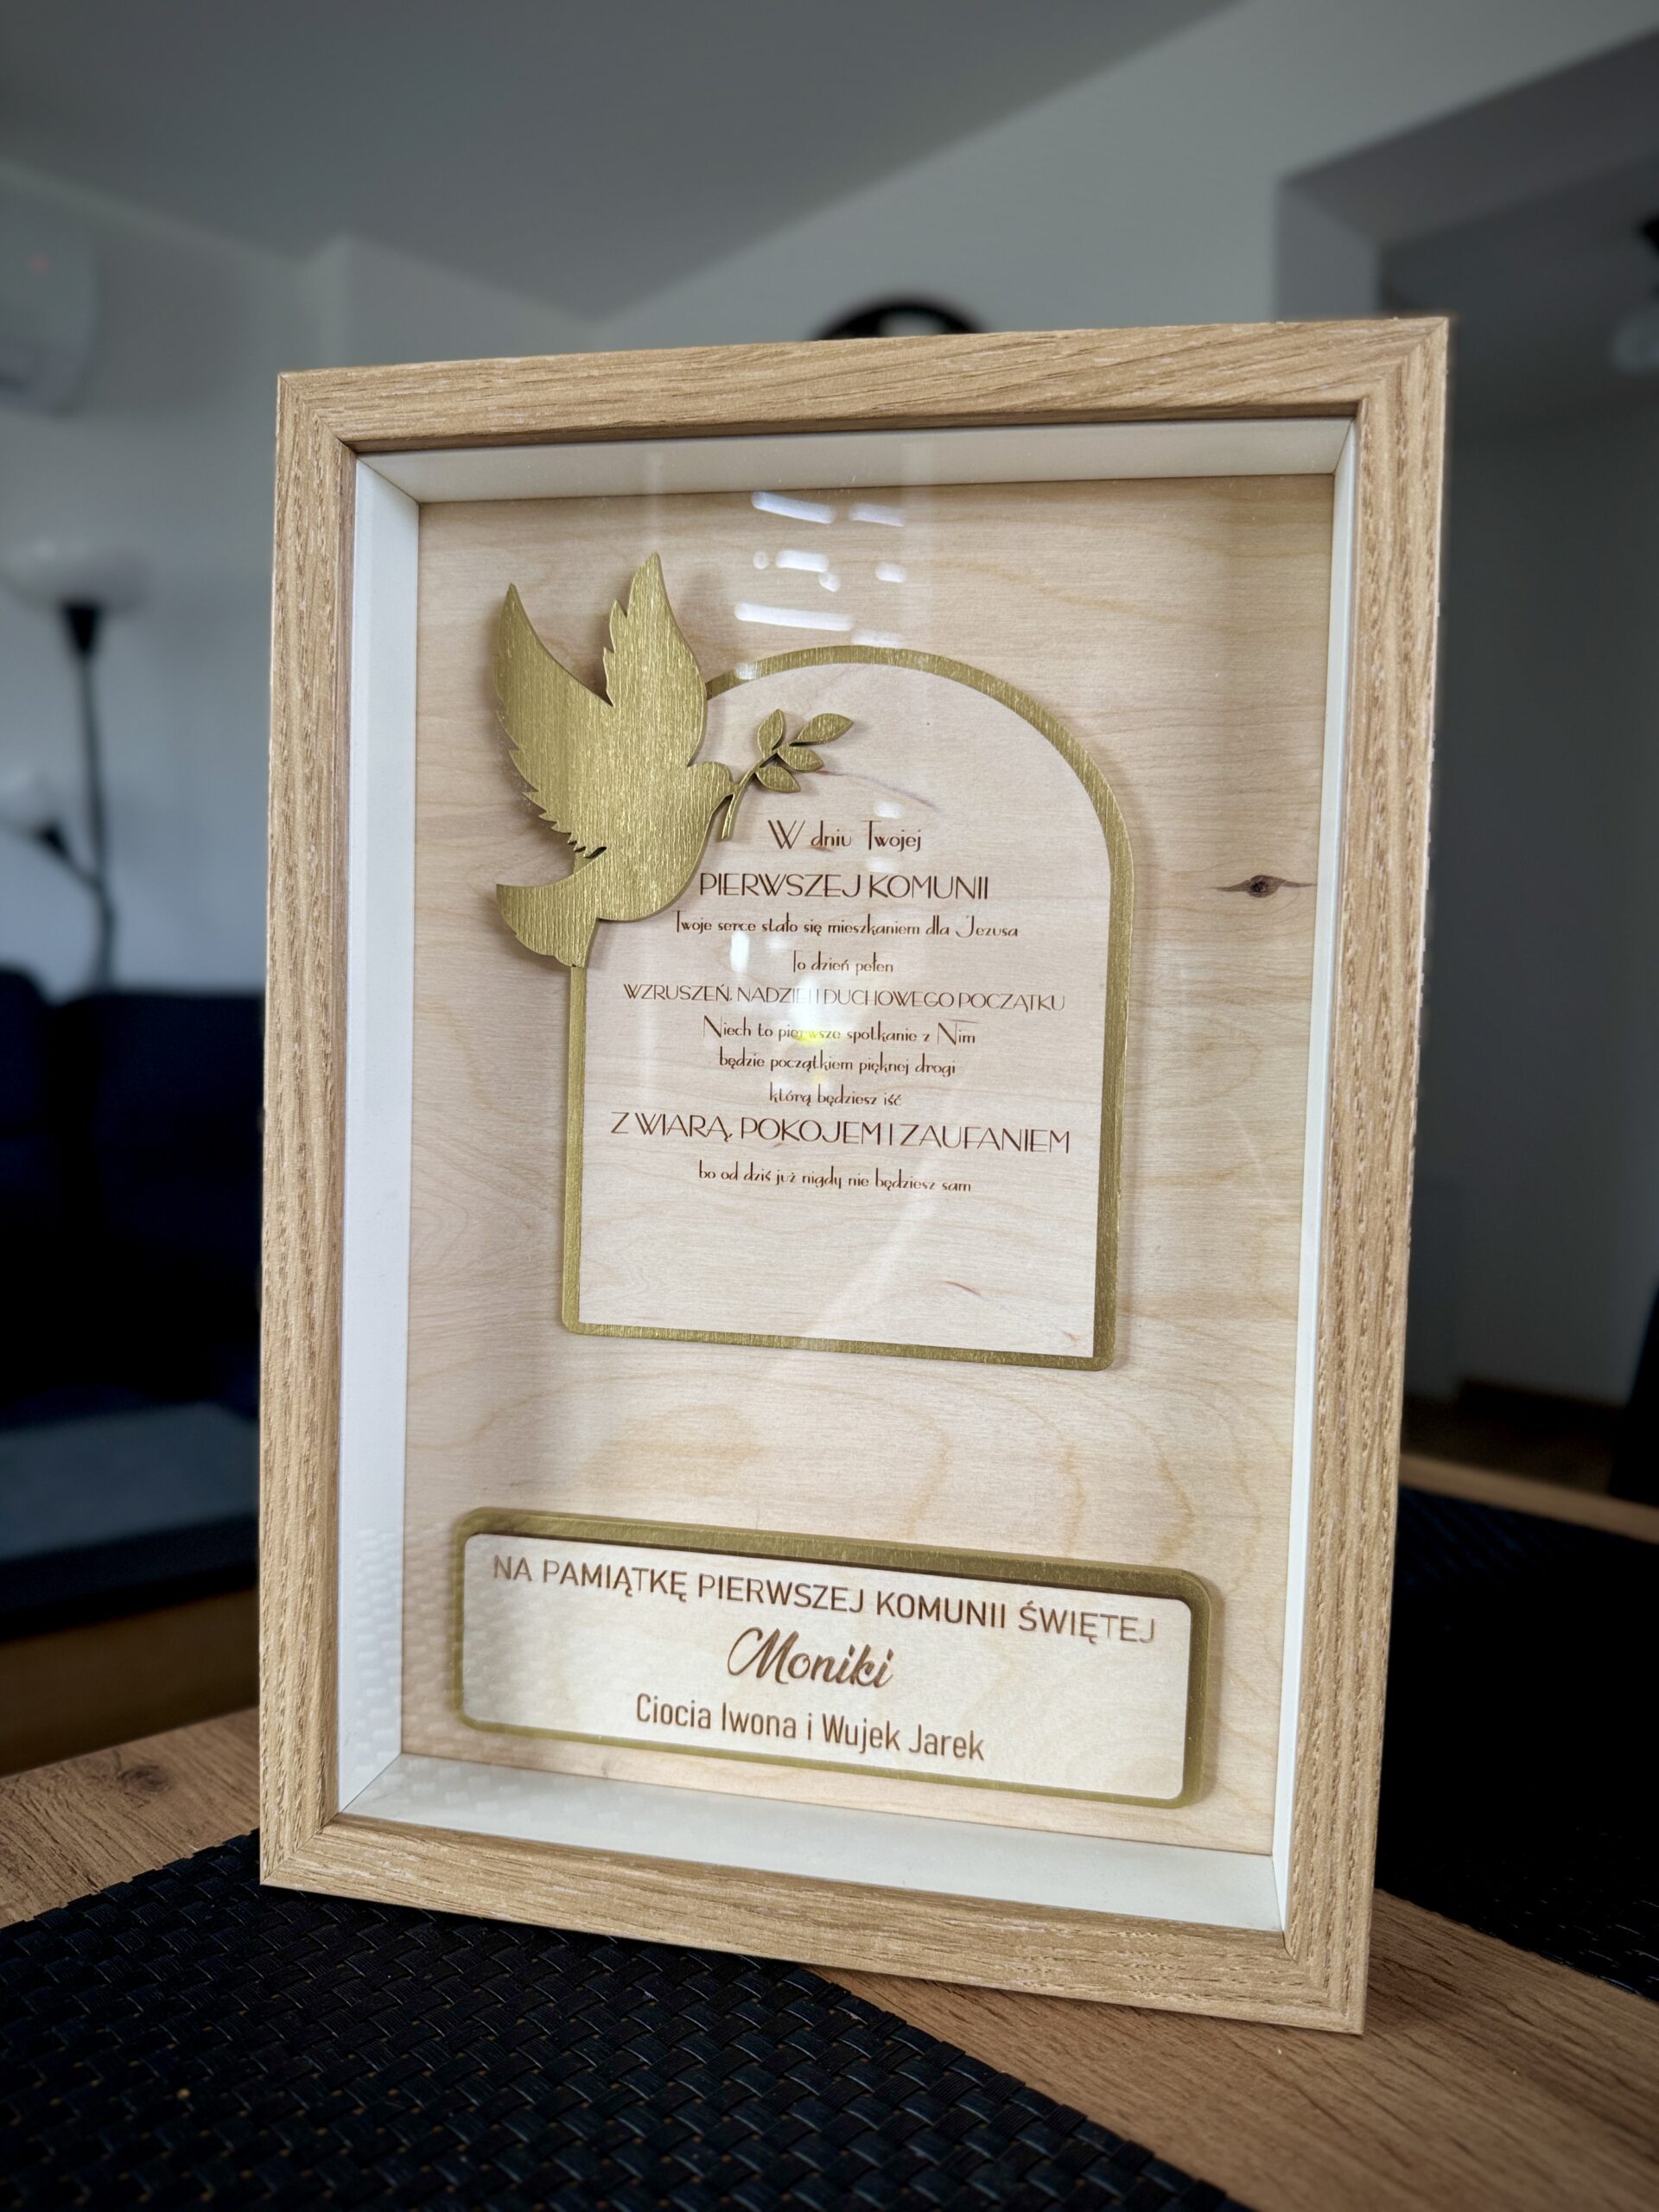 W dniu Twojej
PIERWSZEJ KOMUNII
Twoje serce stało się mieszkaniem dla Jezusa
To dzień pełen
WZRUSZEŃ, NADZIEI I DUCHOWEGO POCZĄTKU
Niech to pierwsze spotkanie z Nim
będzie początkiem pięknej drogi
którą będziesz iść
Z WIARĄ, POKOJEM I ZAUFANIEM
bo od dziś już nigdy nie będziesz sam
NA PAMIĄTKĘ PIERWSZEJ KOMUNII ŚWIĘTEJ
Moniki
Ciocia Iwona i Wujek Jarek